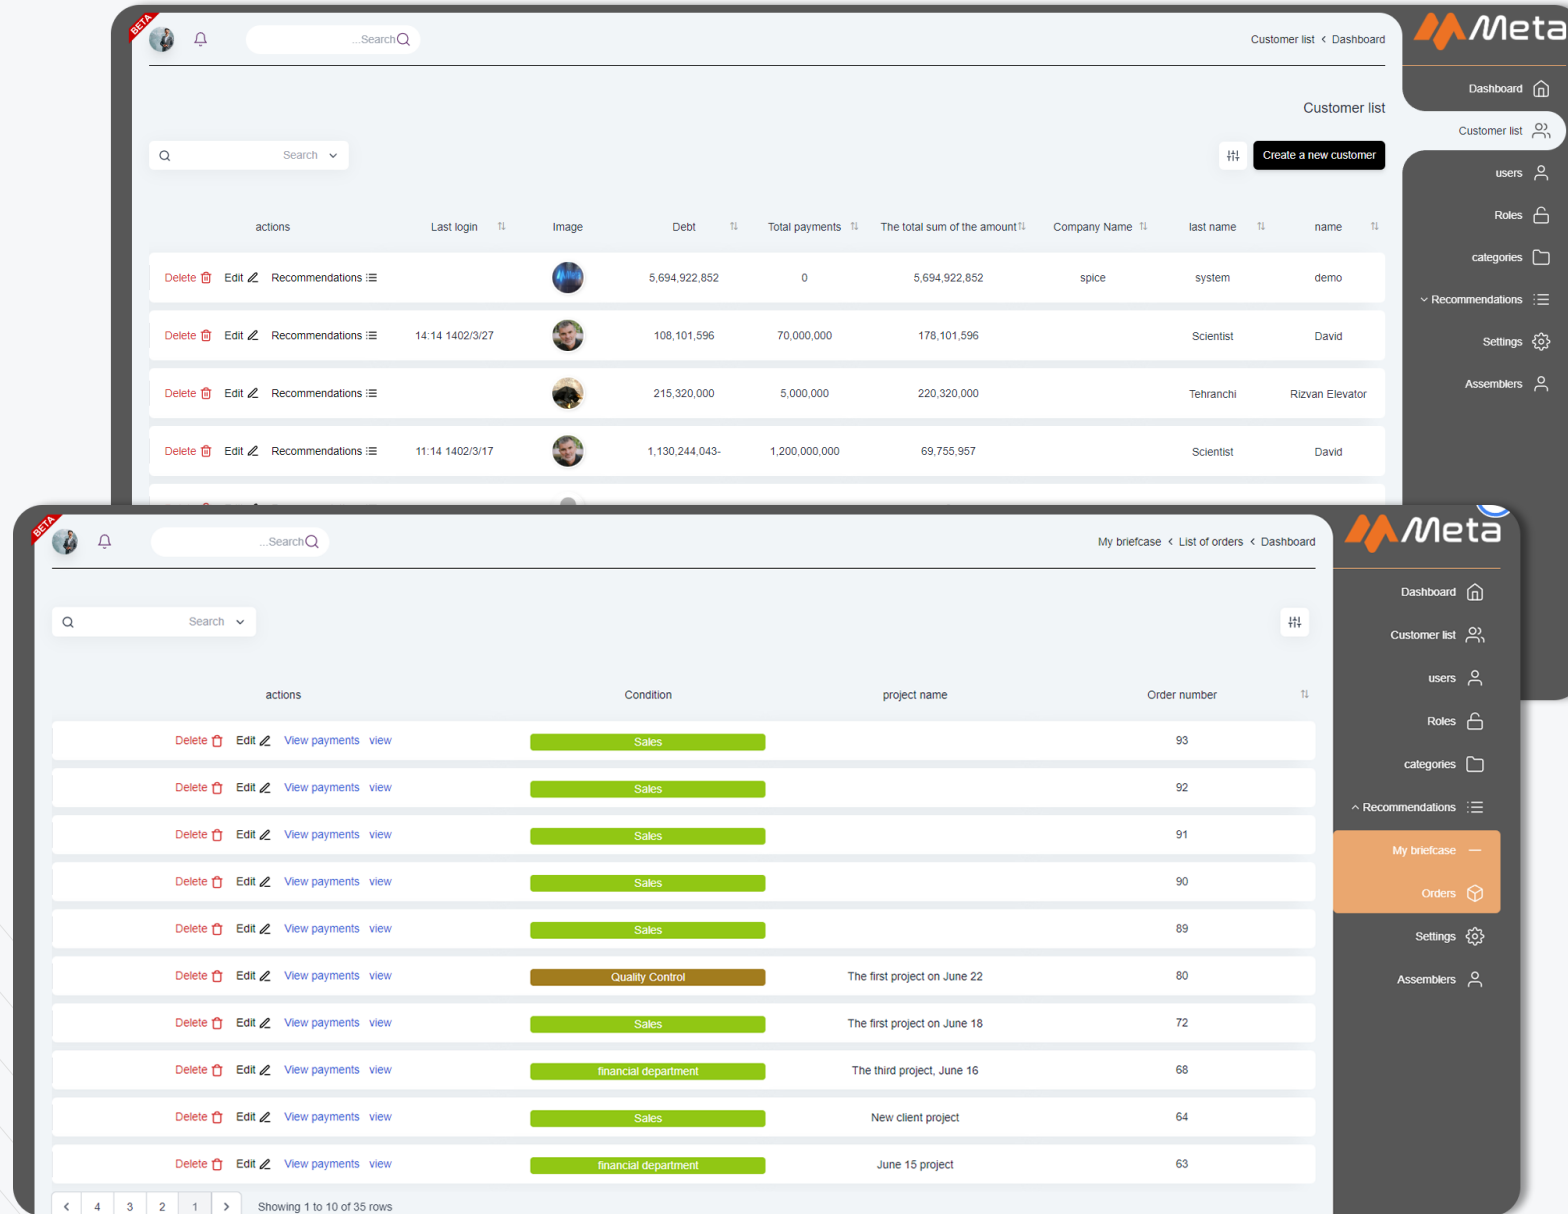 BETA
...Search
Customer list < Dashboard
Meta
Customer list
Search
Create a new customer
actions Last login Image Debt Total payments The total sum of the amount Company Name last name name
Delete Edit Recommendations 5,694,922,852 0 5,694,922,852 spice system demo
Delete Edit Recommendations 14:14 1402/3/27 108,101,596 70,000,000 178,101,596 Scientist David
Delete Edit Recommendations 215,320,000 5,000,000 220,320,000 Tehranchi Rizvan Elevator
Delete Edit Recommendations 11:14 1402/3/17 1,130,244,043- 1,200,000,000 69,755,957 Scientist David
Dashboard
Customer list
users
Roles
categories
Recommendations
Settings
Assemblers
BETA
...Search
My briefcase < List of orders < Dashboard
Meta
Search
actions Condition project name Order number
Delete Edit View payments view Sales 93
Delete Edit View payments view Sales 92
Delete Edit View payments view Sales 91
Delete Edit View payments view Sales 90
Delete Edit View payments view Sales 89
Delete Edit View payments view Quality Control The first project on June 22 80
Delete Edit View payments view Sales The first project on June 18 72
Delete Edit View payments view financial department The third project, June 16 68
Delete Edit View payments view Sales New client project 64
Delete Edit View payments view financial department June 15 project 63
< 4 3 2 1 > Showing 1 to 10 of 35 rows
Dashboard
Customer list
users
Roles
categories
Recommendations
My briefcase
Orders
Settings
Assemblers